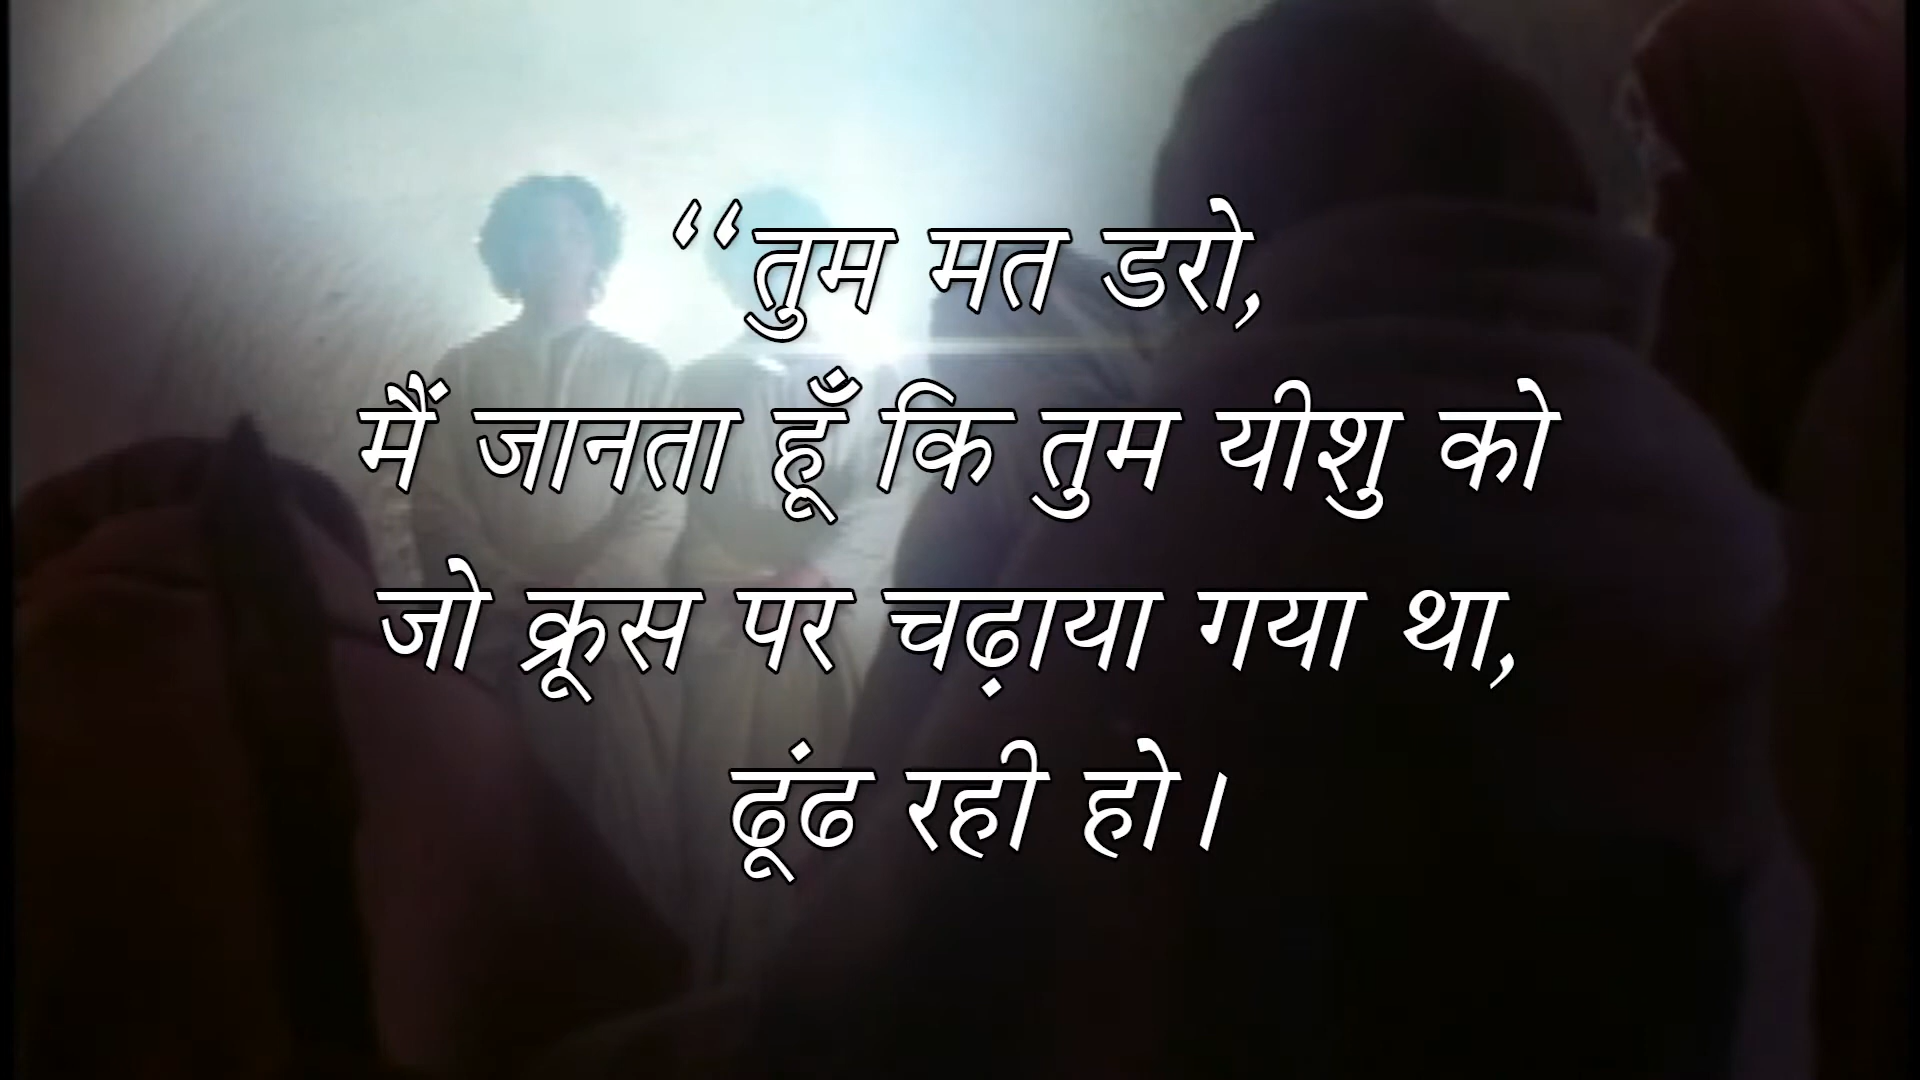 “तुम मत डरो,
मैं जानता हूँ कि तुम यीशु को
जो क्रूस पर चढ़ाया गया था,
ढूंढ रही हो।